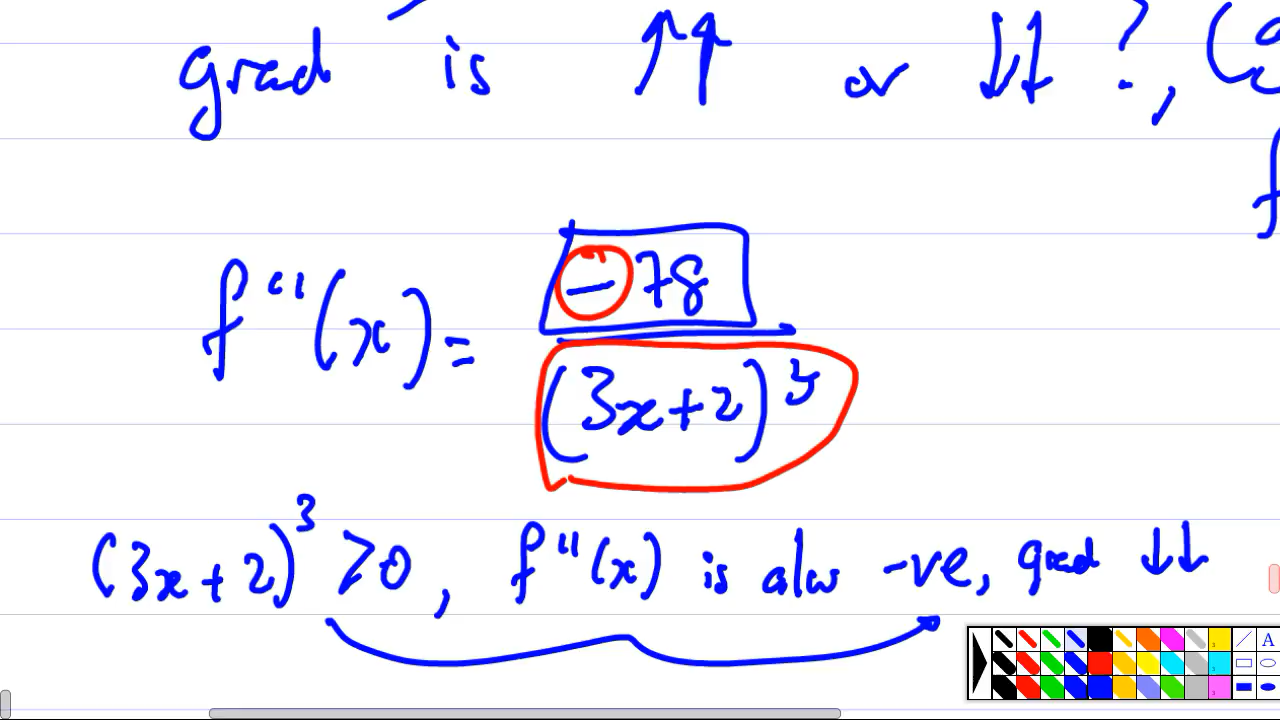 grad is ↑↑ or ↓↓ ?, (
f
f''(x) = -78
(3x+2)³
(3x+2)³ >0, f''(x) is alw -ve, grad ↓↓
A